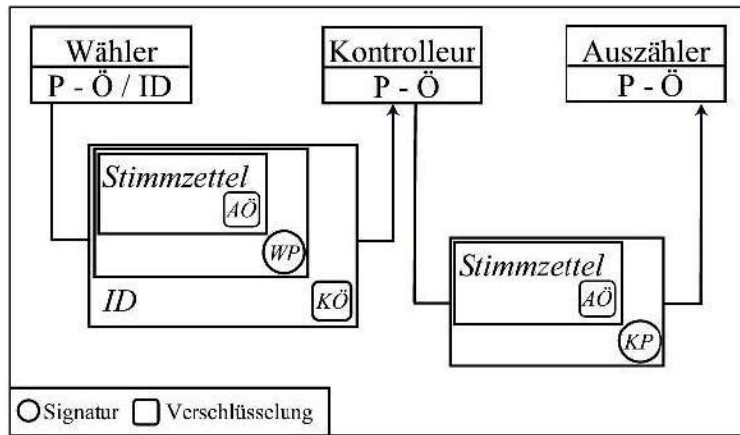 Wähler
P - Ö / ID
Kontrolleur
P - Ö
Auszähler
P - Ö
Stimmzettel
AÖ
WP
ID
KÖ
Stimmzettel
AÖ
KP
Signatur
Verschlüsselung